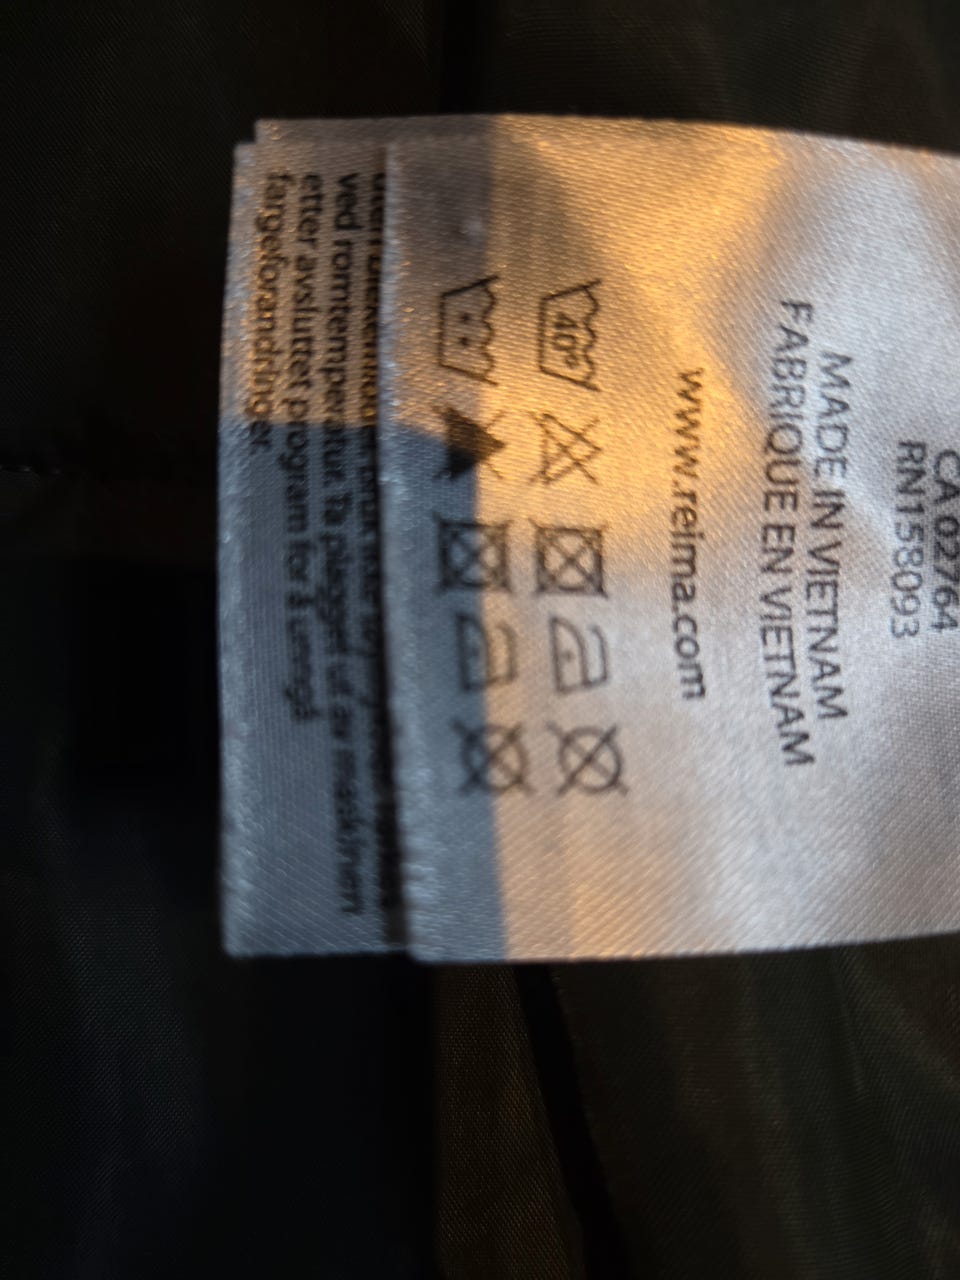 CA 02764
RN158093
MADE IN VIETNAM
FABRIQUE EN VIETNAM
www.reima.com
40°
ved romtemperatur. Ta plagget ut av maskinen
etter avsluttet program for å unngå
fargeforandringer.